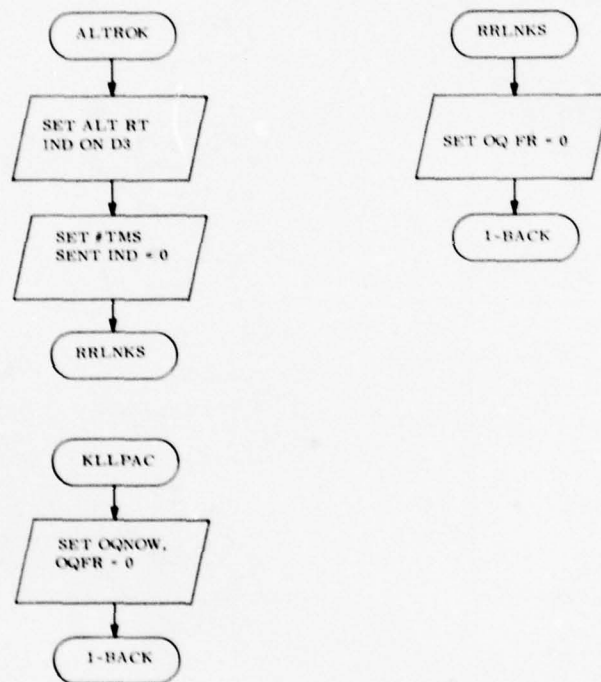 ALTROK
SET ALT RT
IND ON D3
SET #TMS
SENT IND = 0
RRLNKS
KLLPAC
SET OQNOW,
OQFR = 0
1-BACK
RRLNKS
SET OQ FR = 0
1-BACK